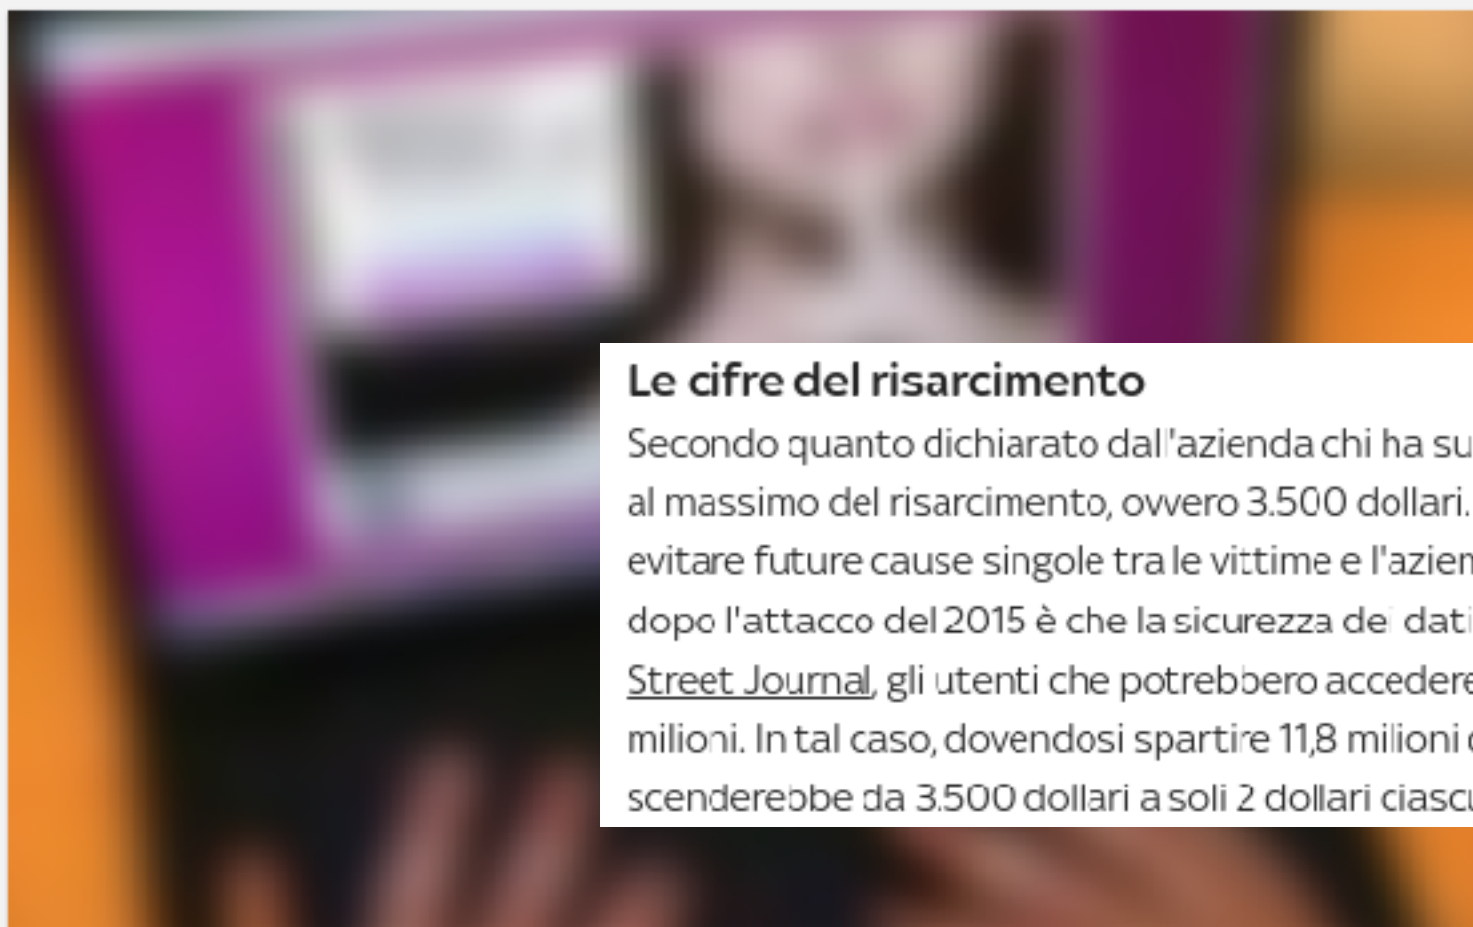 Le cifre del risarcimento
Secondo quanto dichiarato dall'azienda chi ha su
al massimo del risarcimento, ovvero 3.500 dollari.
evitare future cause singole tra le vittime e l'azien
dopo l'attacco del 2015 è che la sicurezza dei dati
Street Journal, gli utenti che potrebbero accedere
milioni. In tal caso, dovendosi spartire 11,8 milioni
scenderebbe da 3.500 dollari a soli 2 dollari ciascu